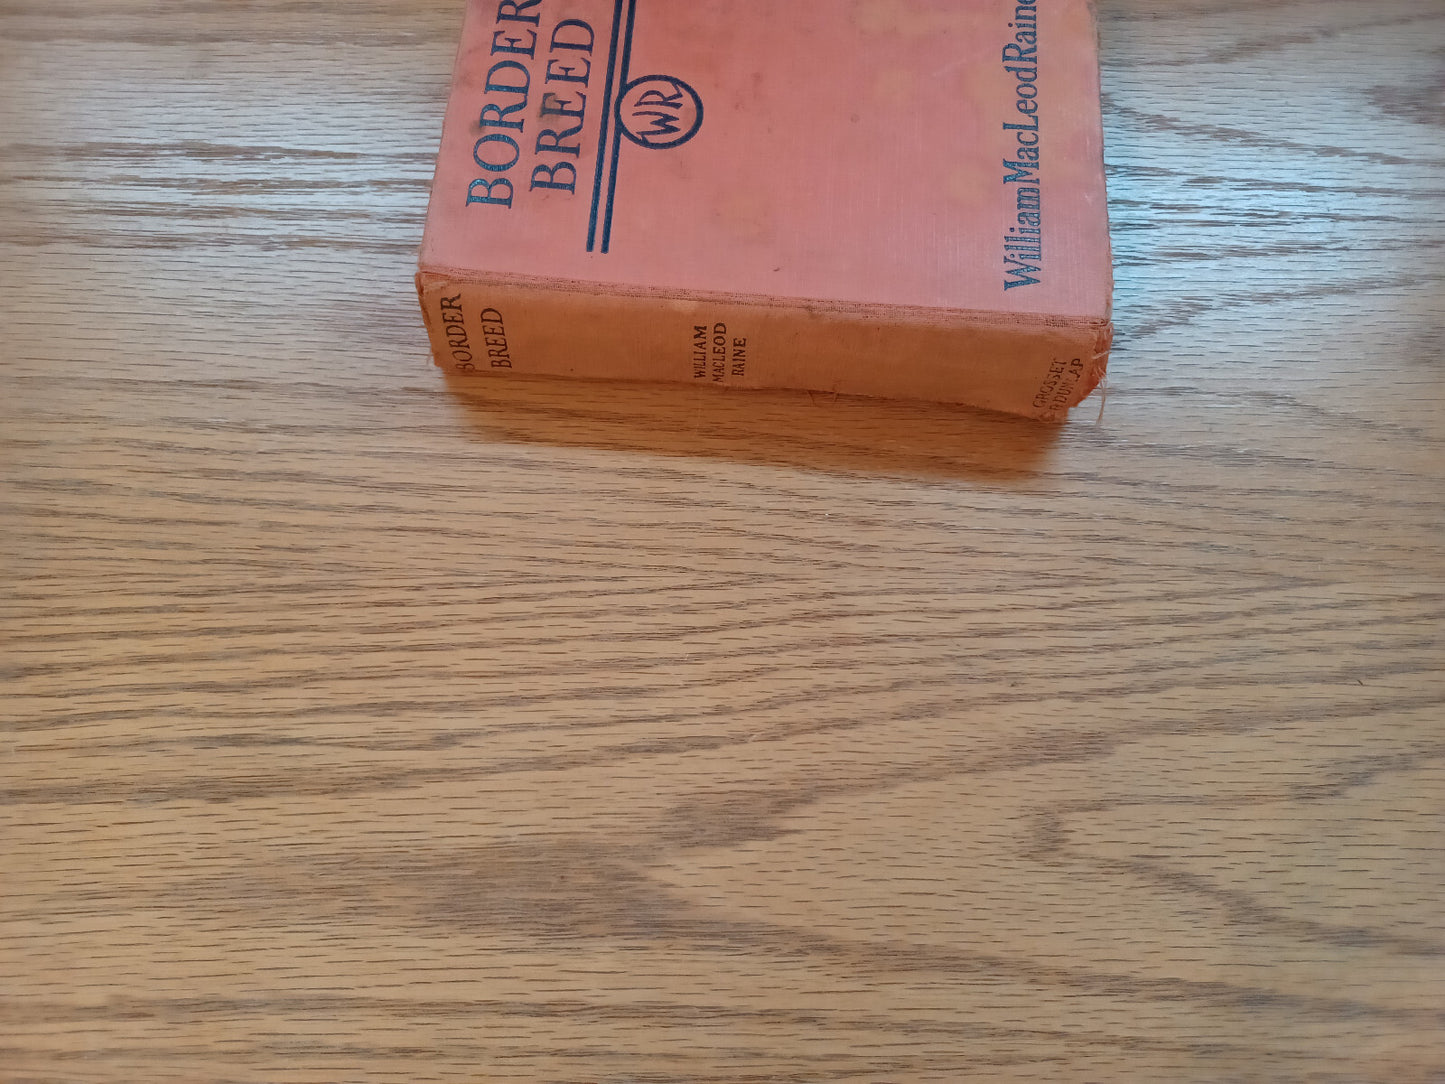 BORDER
BREED
WR
William MacLeod Raine
BORDER
BREED
WILLIAM
MACLEOD
RAINE
GROSSET
& DUNLAP